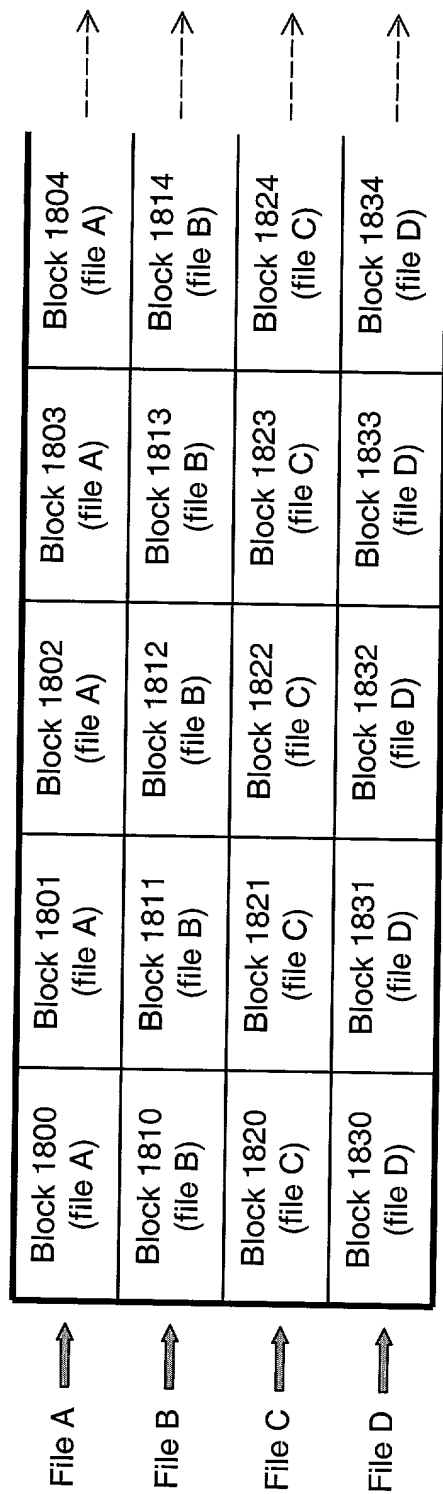 File A
Block 1800
(file A)
Block 1801
(file A)
Block 1802
(file A)
Block 1803
(file A)
Block 1804
(file A)
File B
Block 1810
(file B)
Block 1811
(file B)
Block 1812
(file B)
Block 1813
(file B)
Block 1814
(file B)
File C
Block 1820
(file C)
Block 1821
(file C)
Block 1822
(file C)
Block 1823
(file C)
Block 1824
(file C)
File D
Block 1830
(file D)
Block 1831
(file D)
Block 1832
(file D)
Block 1833
(file D)
Block 1834
(file D)